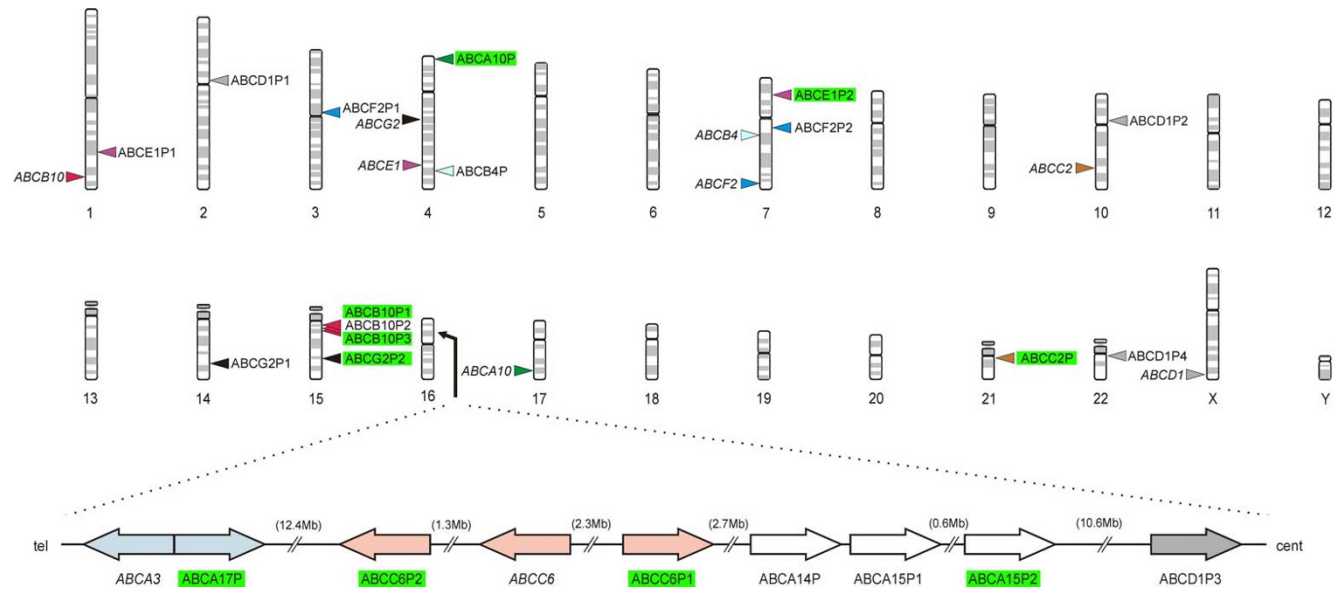 ABCA10P
ABCD1P1
ABCE1P2
ABCF2P1
ABCG2
ABCD1P2
ABCF2P2
ABCB4
ABCE1P1
ABCE1
ABCB4P
ABCC2
ABCB10
ABCF2
1 2 3 4 5 6 7 8 9 10 11 12
ABCB10P1
ABCB10P2
ABCB10P3
ABCG2P1
ABCG2P2
ABCA10
ABCC2P
ABCD1P4
ABCD1
13 14 15 16 17 18 19 20 21 22 X Y
(12.4Mb) (1.3Mb) (2.3Mb) (2.7Mb) (0.6Mb) (10.6Mb)
tel cent
ABCA3 ABCA17P ABCC6P2 ABCC6 ABCC6P1 ABCA14P ABCA15P1 ABCA15P2 ABCD1P3